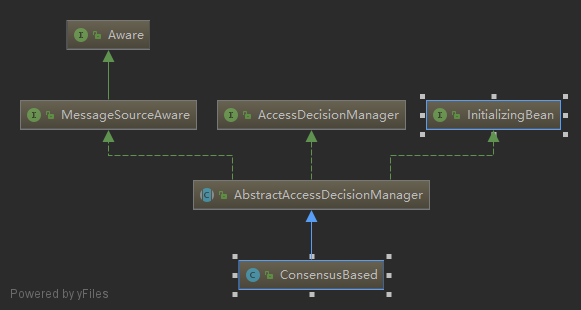 I Aware
I MessageSourceAware
I AccessDecisionManager
I InitializingBean
C AbstractAccessDecisionManager
C ConsensusBased
Powered by yFiles